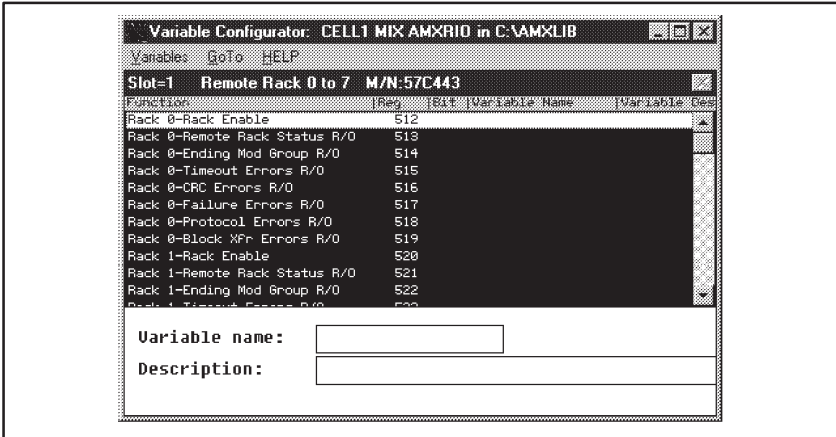 Variable Configurator: CELL1 MIX AMXRIO in C:\AMXLIB
Variables GoTo HELP
Slot=1 Remote Rack 0 to 7 M/N:57C443
Function |Reg |Bit |Variable Name |Variable Des
Rack 0-Rack Enable 512
Rack 0-Remote Rack Status R/O 513
Rack 0-Ending Mod Group R/O 514
Rack 0-Timeout Errors R/O 515
Rack 0-CRC Errors R/O 516
Rack 0-Failure Errors R/O 517
Rack 0-Protocol Errors R/O 518
Rack 0-Block Xfr Errors R/O 519
Rack 1-Rack Enable 520
Rack 1-Remote Rack Status R/O 521
Rack 1-Ending Mod Group R/O 522
Variable name:
Description: